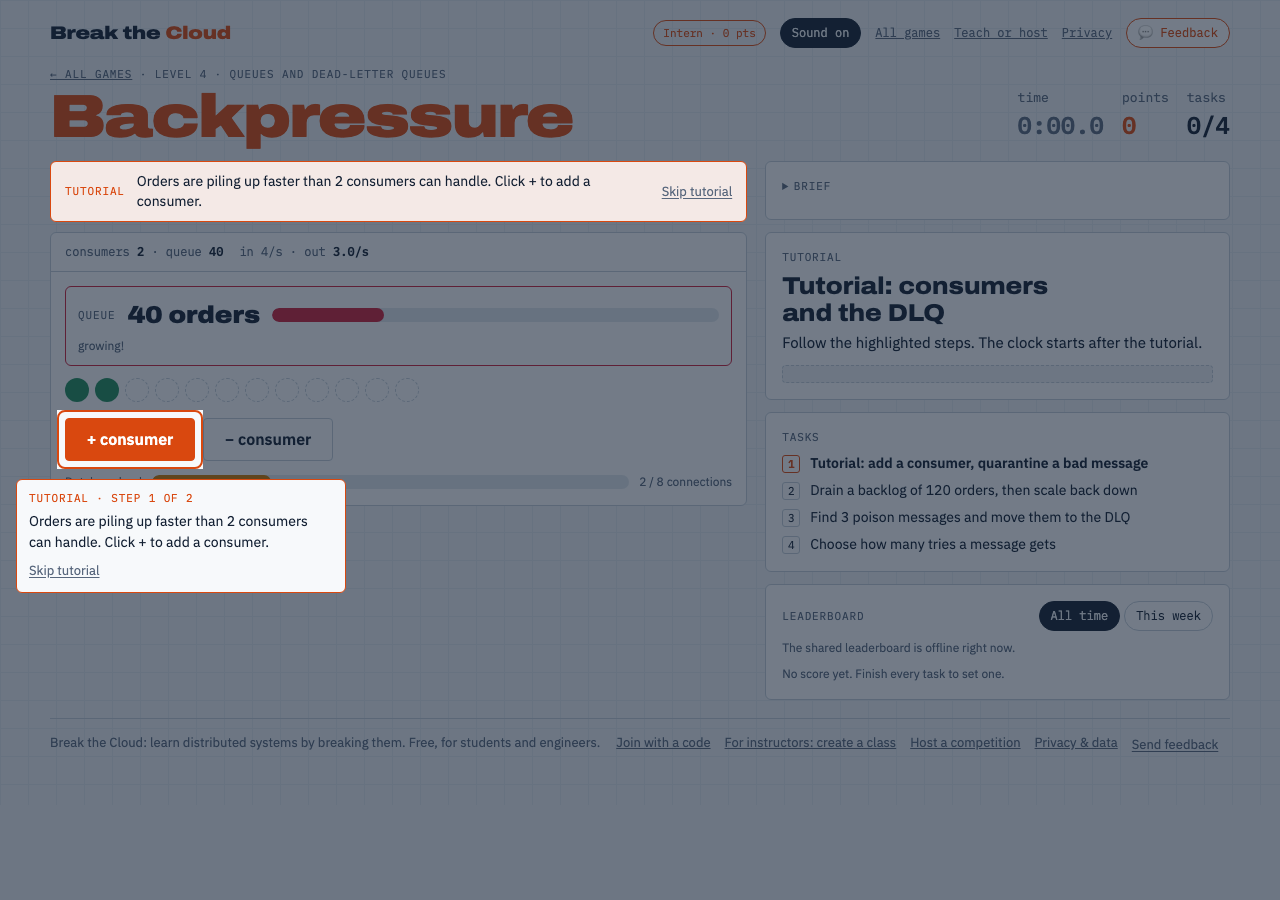 Break the Cloud
Intern · 0 pts
Sound on
All games
Teach or host
Privacy
💬 Feedback
← ALL GAMES · LEVEL 4 · QUEUES AND DEAD-LETTER QUEUES
Backpressure
time
0:00.0
points
0
tasks
0/4
TUTORIAL
Orders are piling up faster than 2 consumers can handle. Click + to add a
consumer.
Skip tutorial
consumers 2 · queue 40 in 4/s · out 3.0/s
QUEUE
40 orders
growing!
+ consumer
− consumer
2 / 8 connections
TUTORIAL · STEP 1 OF 2
Orders are piling up faster than 2 consumers
can handle. Click + to add a consumer.
Skip tutorial
▶ BRIEF
TUTORIAL
Tutorial: consumers
and the DLQ
Follow the highlighted steps. The clock starts after the tutorial.
TASKS
1 Tutorial: add a consumer, quarantine a bad message
2 Drain a backlog of 120 orders, then scale back down
3 Find 3 poison messages and move them to the DLQ
4 Choose how many tries a message gets
LEADERBOARD
All time
This week
The shared leaderboard is offline right now.
No score yet. Finish every task to set one.
Break the Cloud: learn distributed systems by breaking them. Free, for students and engineers.
Join with a code
For instructors: create a class
Host a competition
Privacy & data
Send feedback